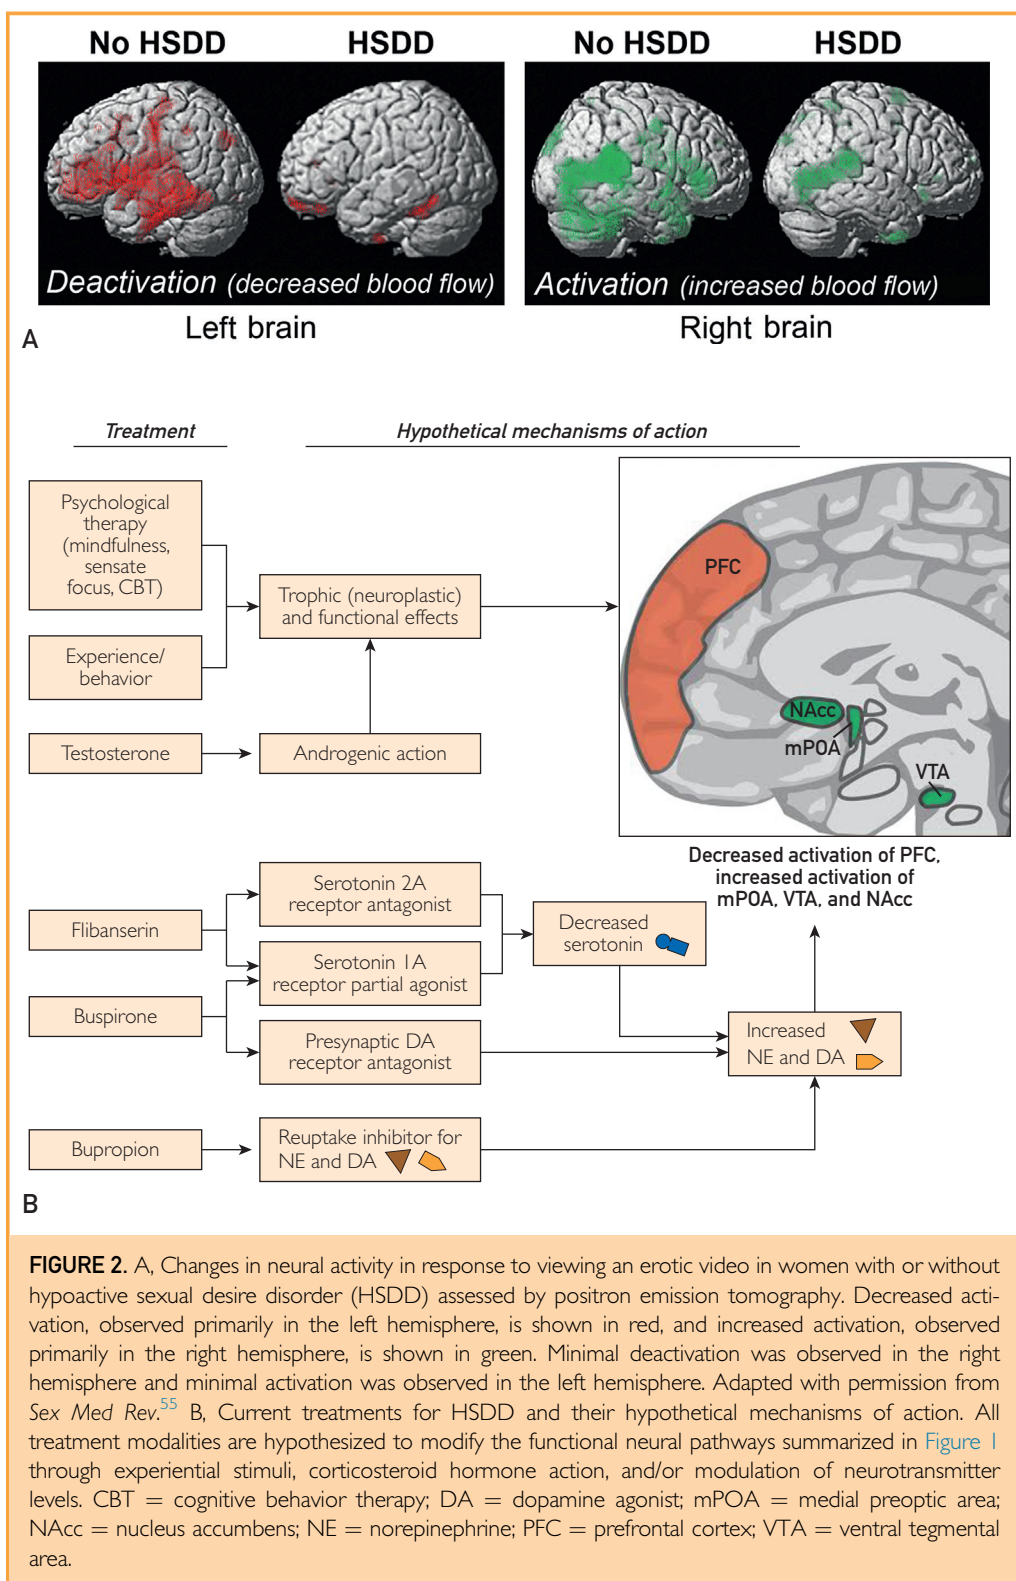 No HSDD
HSDD
No HSDD
HSDD
Deactivation (decreased blood flow)
Activation (increased blood flow)
Left brain
Right brain
A
Treatment
Hypothetical mechanisms of action
Psychological
therapy
(mindfulness,
sensate
focus, CBT)
Experience/
behavior
Trophic (neuroplastic)
and functional effects
Testosterone
Androgenic action
PFC
NAcc
mPOA
VTA
Decreased activation of PFC,
increased activation of
mPOA, VTA, and NAcc
Flibanserin
Serotonin 2A
receptor antagonist
Serotonin 1A
receptor partial agonist
Decreased
serotonin
Buspirone
Presynaptic DA
receptor antagonist
Increased
NE and DA
Bupropion
Reuptake inhibitor for
NE and DA
B
FIGURE 2. A, Changes in neural activity in response to viewing an erotic video in women with or without
hypoactive sexual desire disorder (HSDD) assessed by positron emission tomography. Decreased acti-
vation, observed primarily in the left hemisphere, is shown in red, and increased activation, observed
primarily in the right hemisphere, is shown in green. Minimal deactivation was observed in the right
hemisphere and minimal activation was observed in the left hemisphere. Adapted with permission from
Sex Med Rev.55 B, Current treatments for HSDD and their hypothetical mechanisms of action. All
treatment modalities are hypothesized to modify the functional neural pathways summarized in Figure 1
through experiential stimuli, corticosteroid hormone action, and/or modulation of neurotransmitter
levels. CBT = cognitive behavior therapy; DA = dopamine agonist; mPOA = medial preoptic area;
NAcc = nucleus accumbens; NE = norepinephrine; PFC = prefrontal cortex; VTA = ventral tegmental
area.